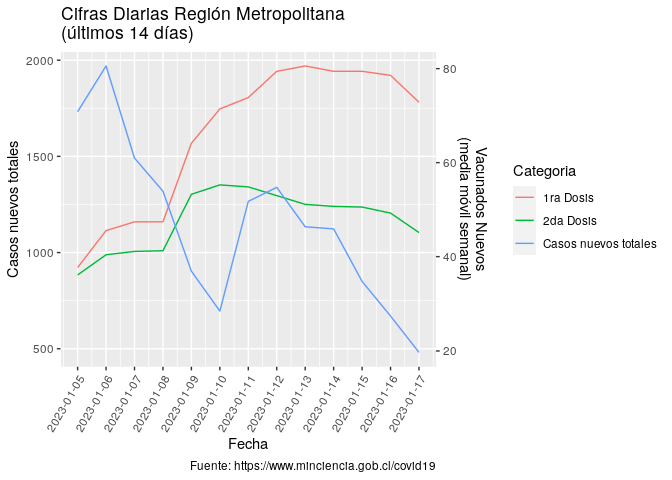 Cifras Diarias Región Metropolitana
(últimos 14 días)
Casos nuevos totales
2000
1500
1000
500
80
60
40
20
Vacunados Nuevos
(media móvil semanal)
2023-01-05
2023-01-06
2023-01-07
2023-01-08
2023-01-09
2023-01-10
2023-01-11
2023-01-12
2023-01-13
2023-01-14
2023-01-15
2023-01-16
2023-01-17
Fecha
Categoria
1ra Dosis
2da Dosis
Casos nuevos totales
Fuente: https://www.minciencia.gob.cl/covid19